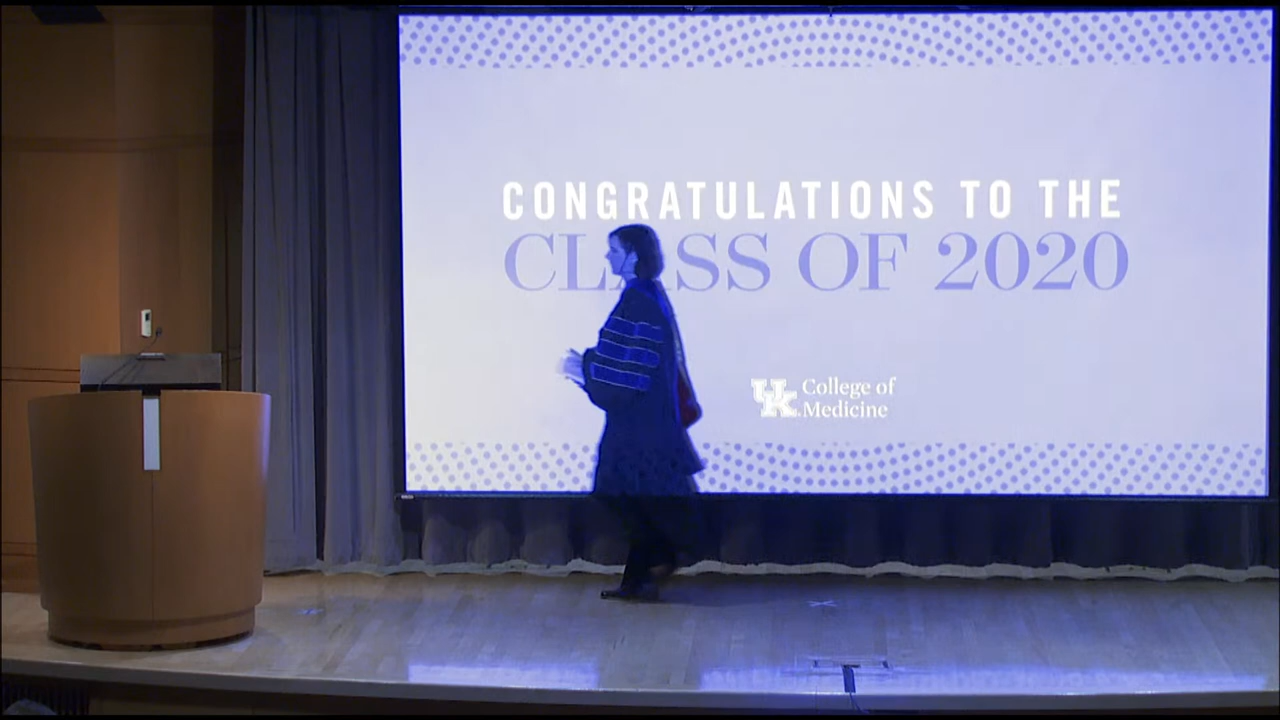 CONGRATULATIONS TO THE
CLASS OF 2020
UK College of
Medicine